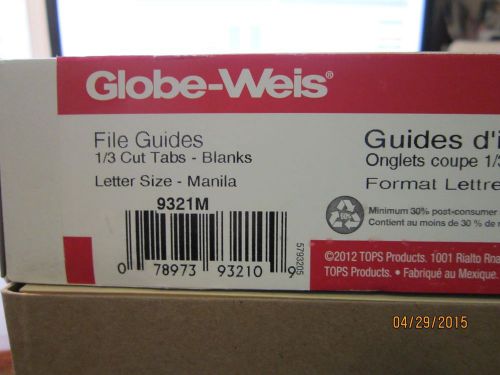 Globe-Weis®
File Guides
1/3 Cut Tabs - Blanks
Letter Size - Manila
9321M
0 78973 93210 9
5793205
Guides d'i
Onglets coupe 1/3
Format Lettre
Minimum 30% post-consumer
Contient au moins de 30 % de
©2012 TOPS Products. 1001 Rialto
TOPS Products. • Fabriqué au Mexique.
04/29/2015